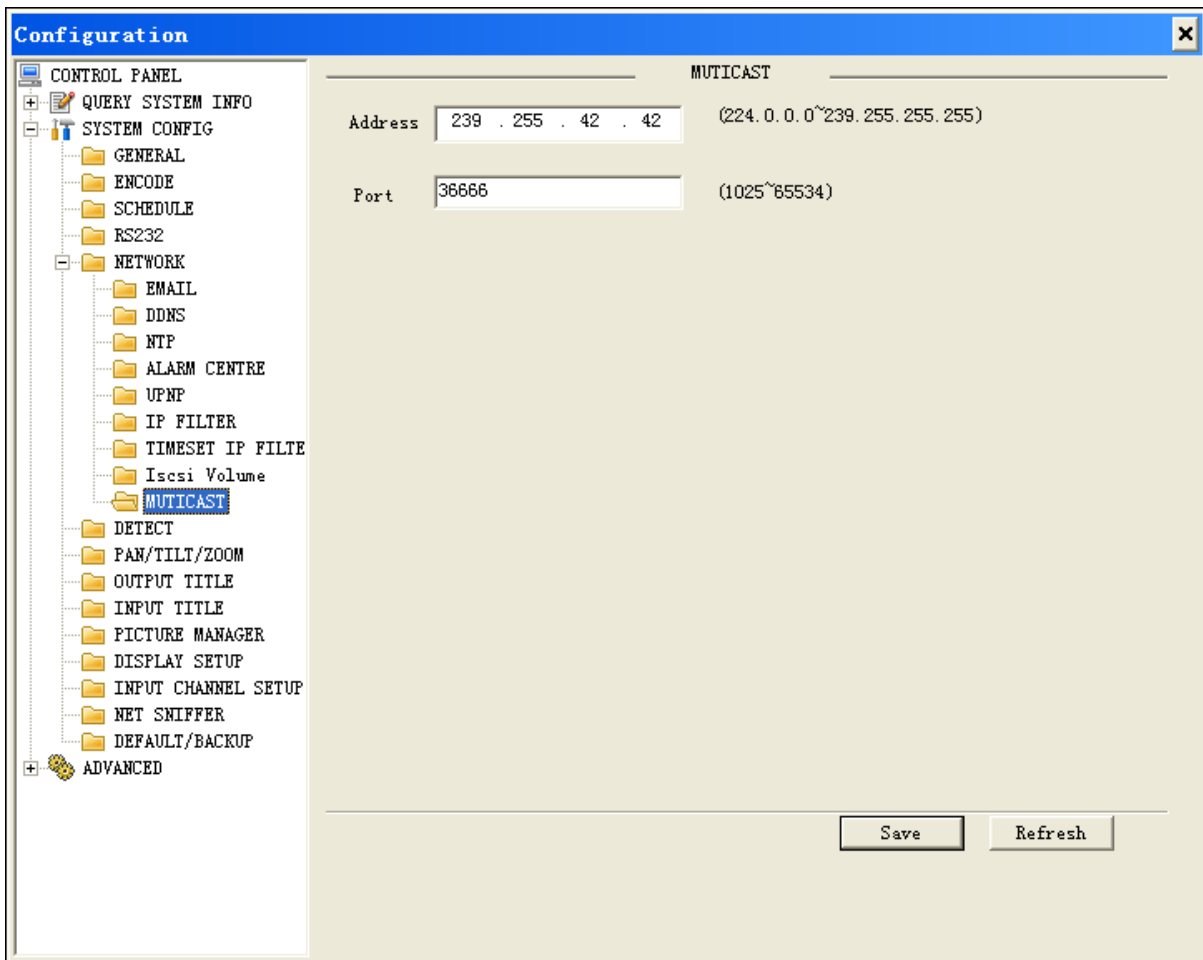 Configuration
CONTROL PANEL
QUERY SYSTEM INFO
SYSTEM CONFIG
GENERAL
ENCODE
SCHEDULE
RS232
NETWORK
EMAIL
DDNS
NTP
ALARM CENTRE
UPNP
IP FILTER
TIMESET IP FILTE
Iscsi Volume
MUTICAST
DETECT
PAN/TILT/ZOOM
OUTPUT TITLE
INPUT TITLE
PICTURE MANAGER
DISPLAY SETUP
INPUT CHANNEL SETUP
NET SNIFFER
DEFAULT/BACKUP
ADVANCED
MUTICAST
Address 239 . 255 . 42 . 42 (224.0.0.0~239.255.255.255)
Port 36666 (1025~65534)
Save Refresh